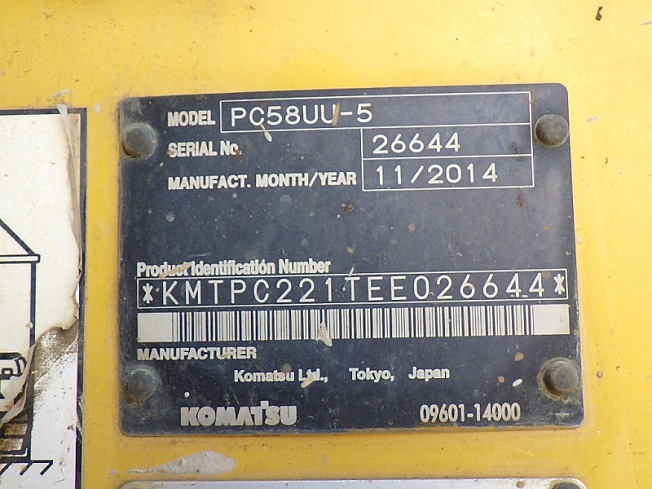 MODEL PC58UU-5
SERIAL No. 26644
MANUFACT. MONTH/YEAR 11/2014
Product Identification Number
*KMTPC221TEE026644*
MANUFACTURER
Komatsu Ltd., Tokyo, Japan
KOMATSU 09601-14000